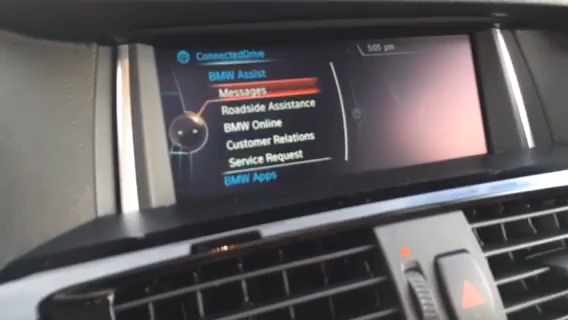 ConnectedDrive
5:05 pm
BMW Assist
Messages
Roadside Assistance
BMW Online
Customer Relations
Service Request
BMW Apps